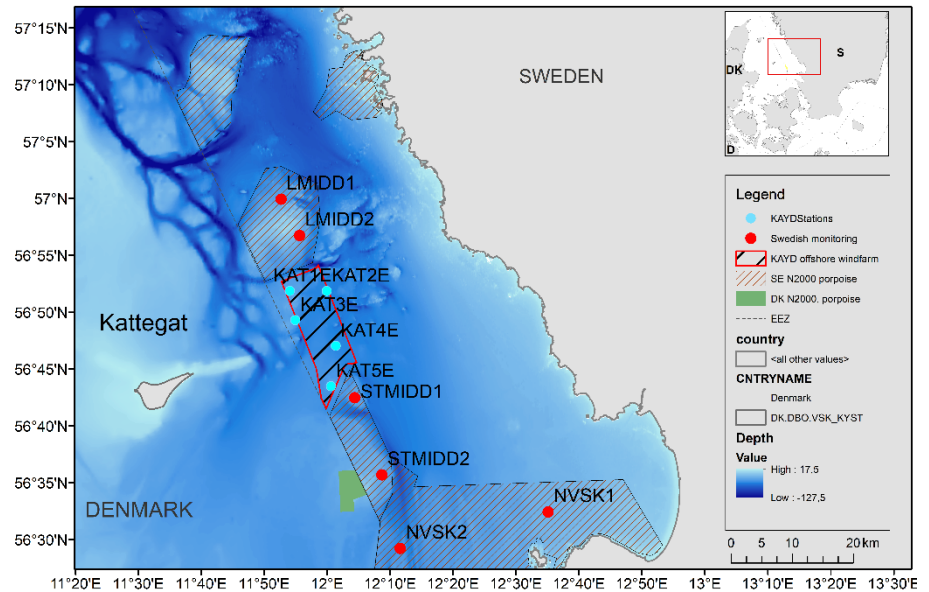 57°15'N
57°10'N
57°5'N
57°N
56°55'N
56°50'N
56°45'N
56°40'N
56°35'N
56°30'N
SWEDEN
LMIDD1
LMIDD2
KAT1E KAT2E
KAT3E
Kattegat
KAT4E
KAT5E
STMIDD1
STMIDD2
DENMARK
NVSK1
NVSK2
11°20'E 11°30'E 11°40'E 11°50'E 12°E 12°10'E 12°20'E 12°30'E 12°40'E 12°50'E 13°E 13°10'E 13°20'E 13°30'E
S
DK
D
Legend
KAYDStations
Swedish monitoring
KAYD offshore windfarm
SE N2000 porpoise
DK N2000. porpoise
EEZ
country
<all other values>
CNTRYNAME
Denmark
DK.DBO.VSK_KYST
Depth
Value
High : 17.5
Low : -127,5
0 5 10 20 km